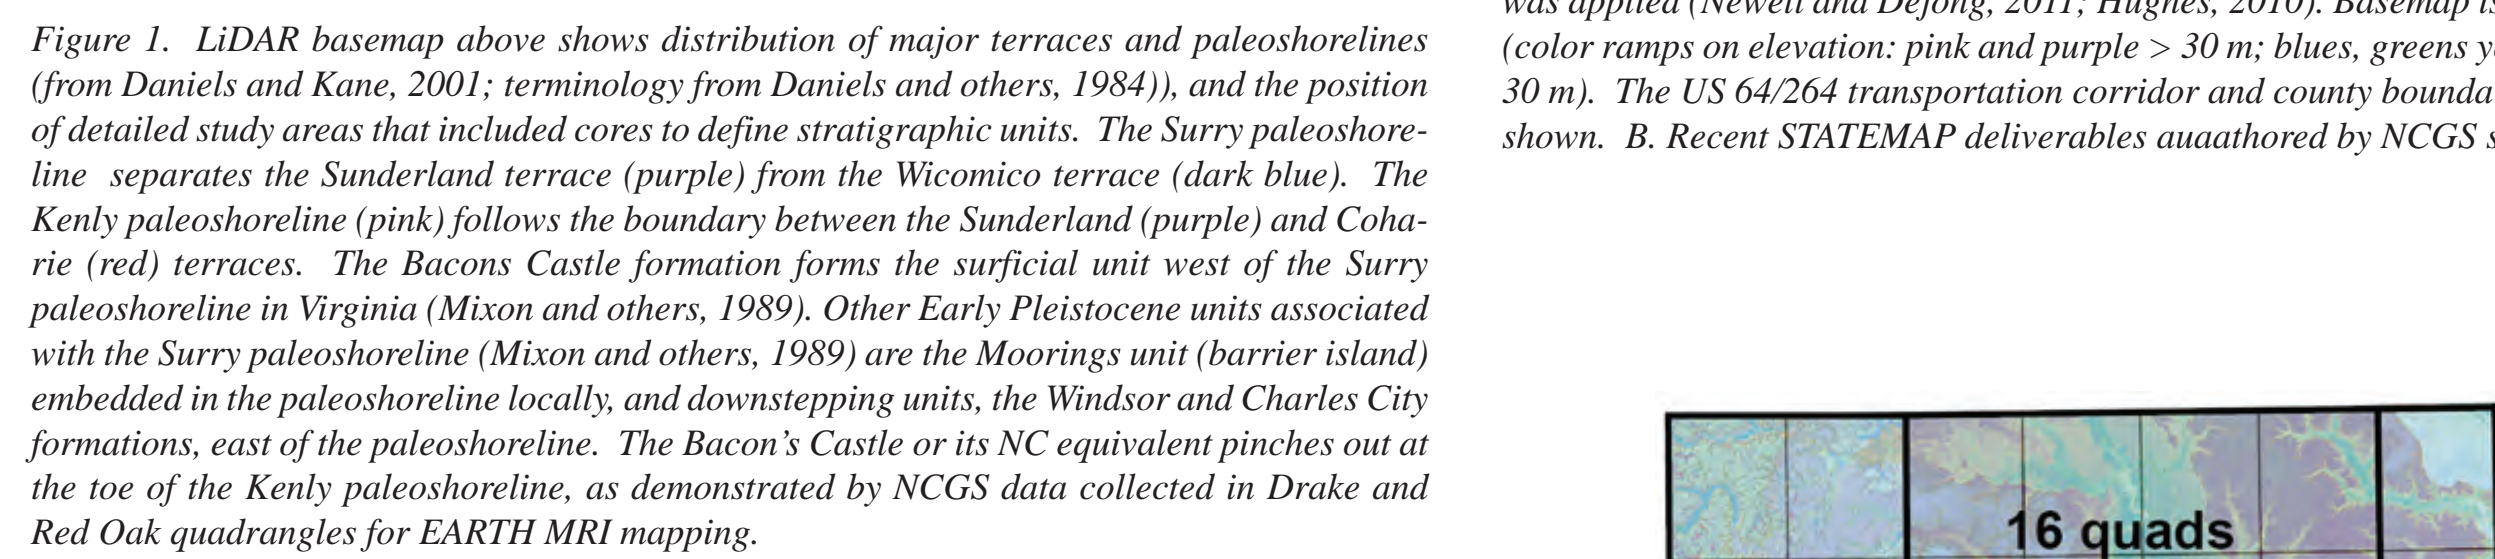 Figure 1. LiDAR basemap above shows distribution of major terraces and paleoshorelines
(from Daniels and Kane, 2001; terminology from Daniels and others, 1984)), and the position
of detailed study areas that included cores to define stratigraphic units. The Surry paleoshore-
line separates the Sunderland terrace (purple) from the Wicomico terrace (dark blue). The
Kenly paleoshoreline (pink) follows the boundary between the Sunderland (purple) and Coha-
rie (red) terraces. The Bacons Castle formation forms the surficial unit west of the Surry
paleoshoreline in Virginia (Mixon and others, 1989). Other Early Pleistocene units associated
with the Surry paleoshoreline (Mixon and others, 1989) are the Moorings unit (barrier island)
embedded in the paleoshoreline locally, and downstepping units, the Windsor and Charles City
formations, east of the paleoshoreline. The Bacon's Castle or its NC equivalent pinches out at
the toe of the Kenly paleoshoreline, as demonstrated by NCGS data collected in Drake and
Red Oak quadrangles for EARTH MRI mapping.
was applied (Newell and Dejong, 2011; Hughes, 2010). Basemap is
(color ramps on elevation: pink and purple > 30 m; blues, greens y
30 m). The US 64/264 transportation corridor and county bounda
shown. B. Recent STATEMAP deliverables auaathored by NCGS s
16 quads